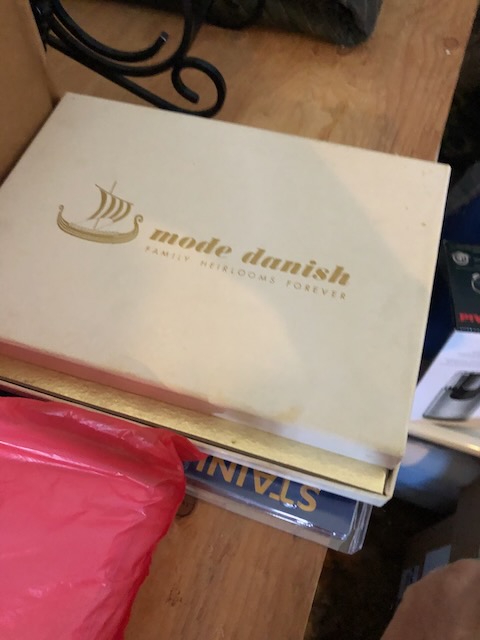 mode danish
FAMILY HEIRLOOMS FOREVER
STAINL